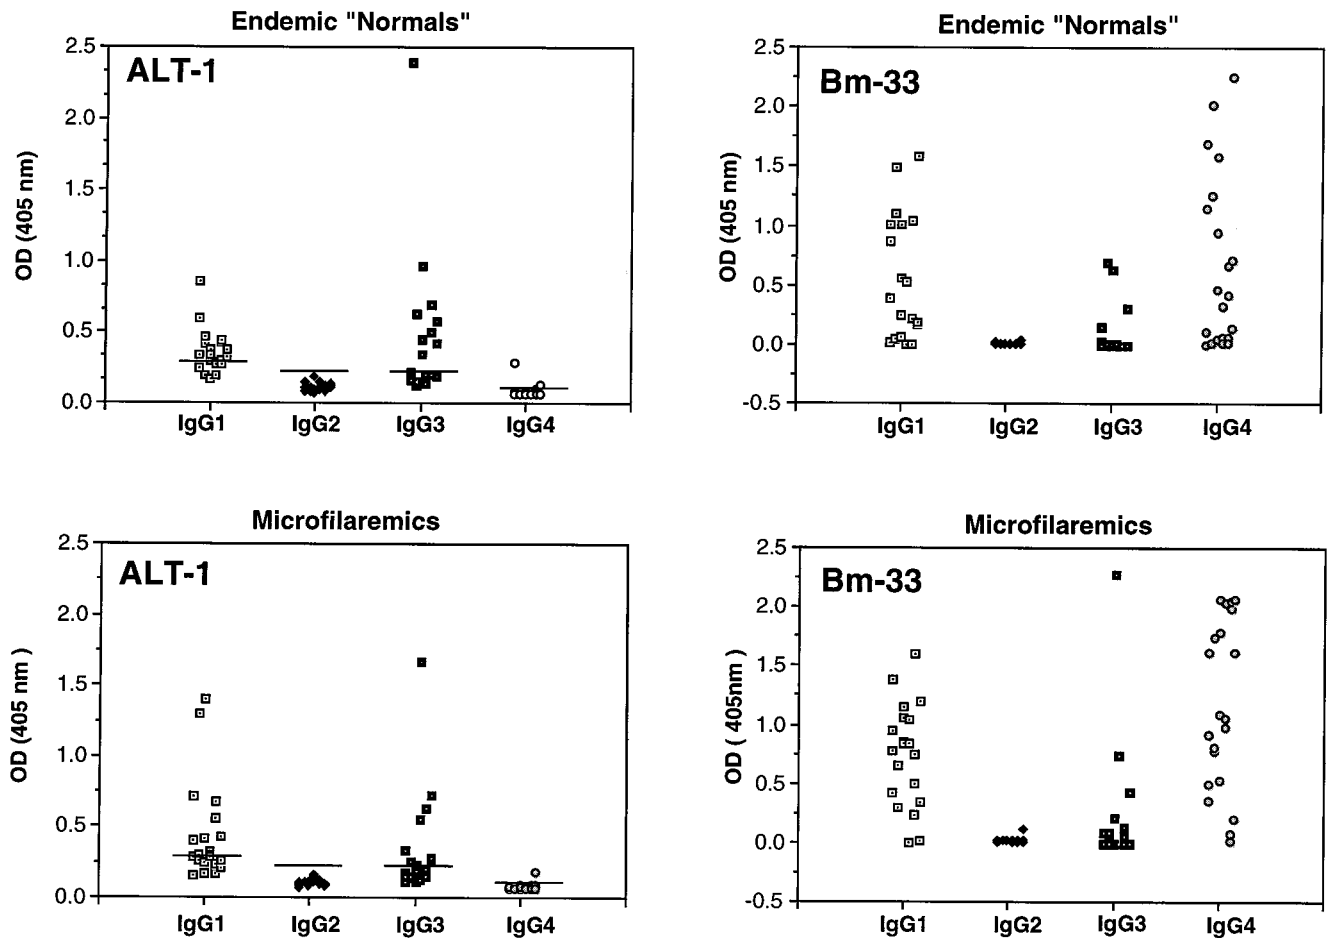 Endemic "Normals"
ALT-1
OD (405 nm)
2.5
2.0
1.5
1.0
0.5
0.0
IgG1 IgG2 IgG3 IgG4
Endemic "Normals"
Bm-33
OD (405 nm)
2.5
2.0
1.5
1.0
0.5
0.0
-0.5
IgG1 IgG2 IgG3 IgG4
Microfilaremics
ALT-1
OD (405 nm )
2.5
2.0
1.5
1.0
0.5
0.0
IgG1 IgG2 IgG3 IgG4
Microfilaremics
Bm-33
OD ( 405nm )
2.5
2.0
1.5
1.0
0.5
0.0
-0.5
IgG1 IgG2 IgG3 IgG4